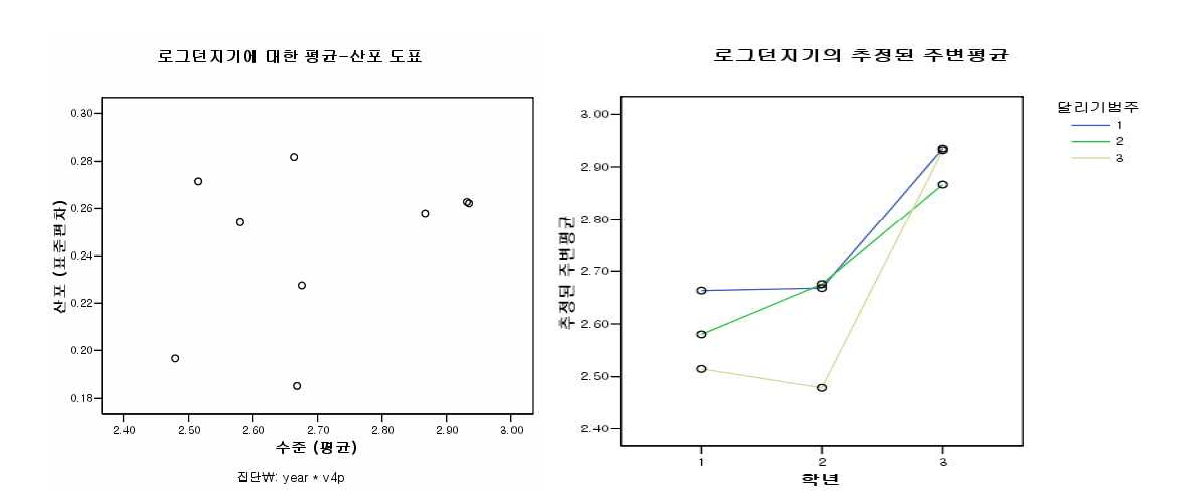 로그던지기에 대한 평균-산포 도표
산포 (표준편차)
0.30
0.28
0.26
0.24
0.22
0.20
0.18
2.40 2.50 2.60 2.70 2.80 2.90 3.00
수준 (평균)
집단₩: year * v4p
로그던지기의 추정된 주변평균
추정된 주변평균
3.00
2.90
2.80
2.70
2.60
2.50
2.40
1 2 3
학년
달리기범주
1
2
3